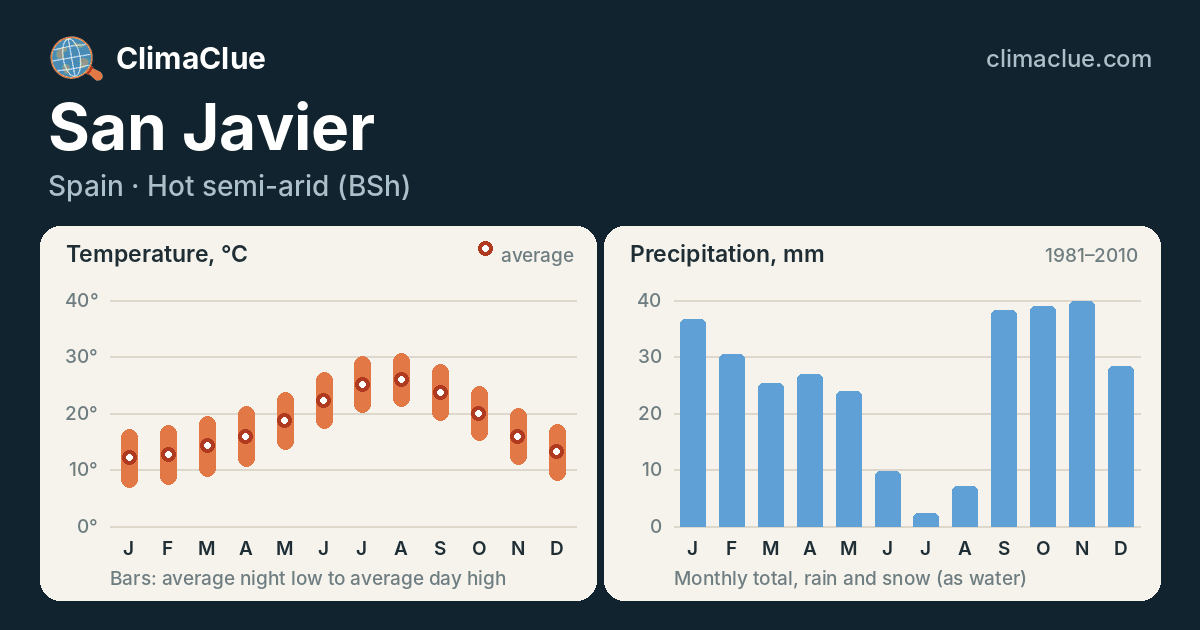 ClimaClue
climaclue.com
San Javier
Spain · Hot semi-arid (BSh)
Temperature, °C
average
40°
30°
20°
10°
0°
J F M A M J J A S O N D
Bars: average night low to average day high
Precipitation, mm
1981–2010
40
30
20
10
0
J F M A M J J A S O N D
Monthly total, rain and snow (as water)